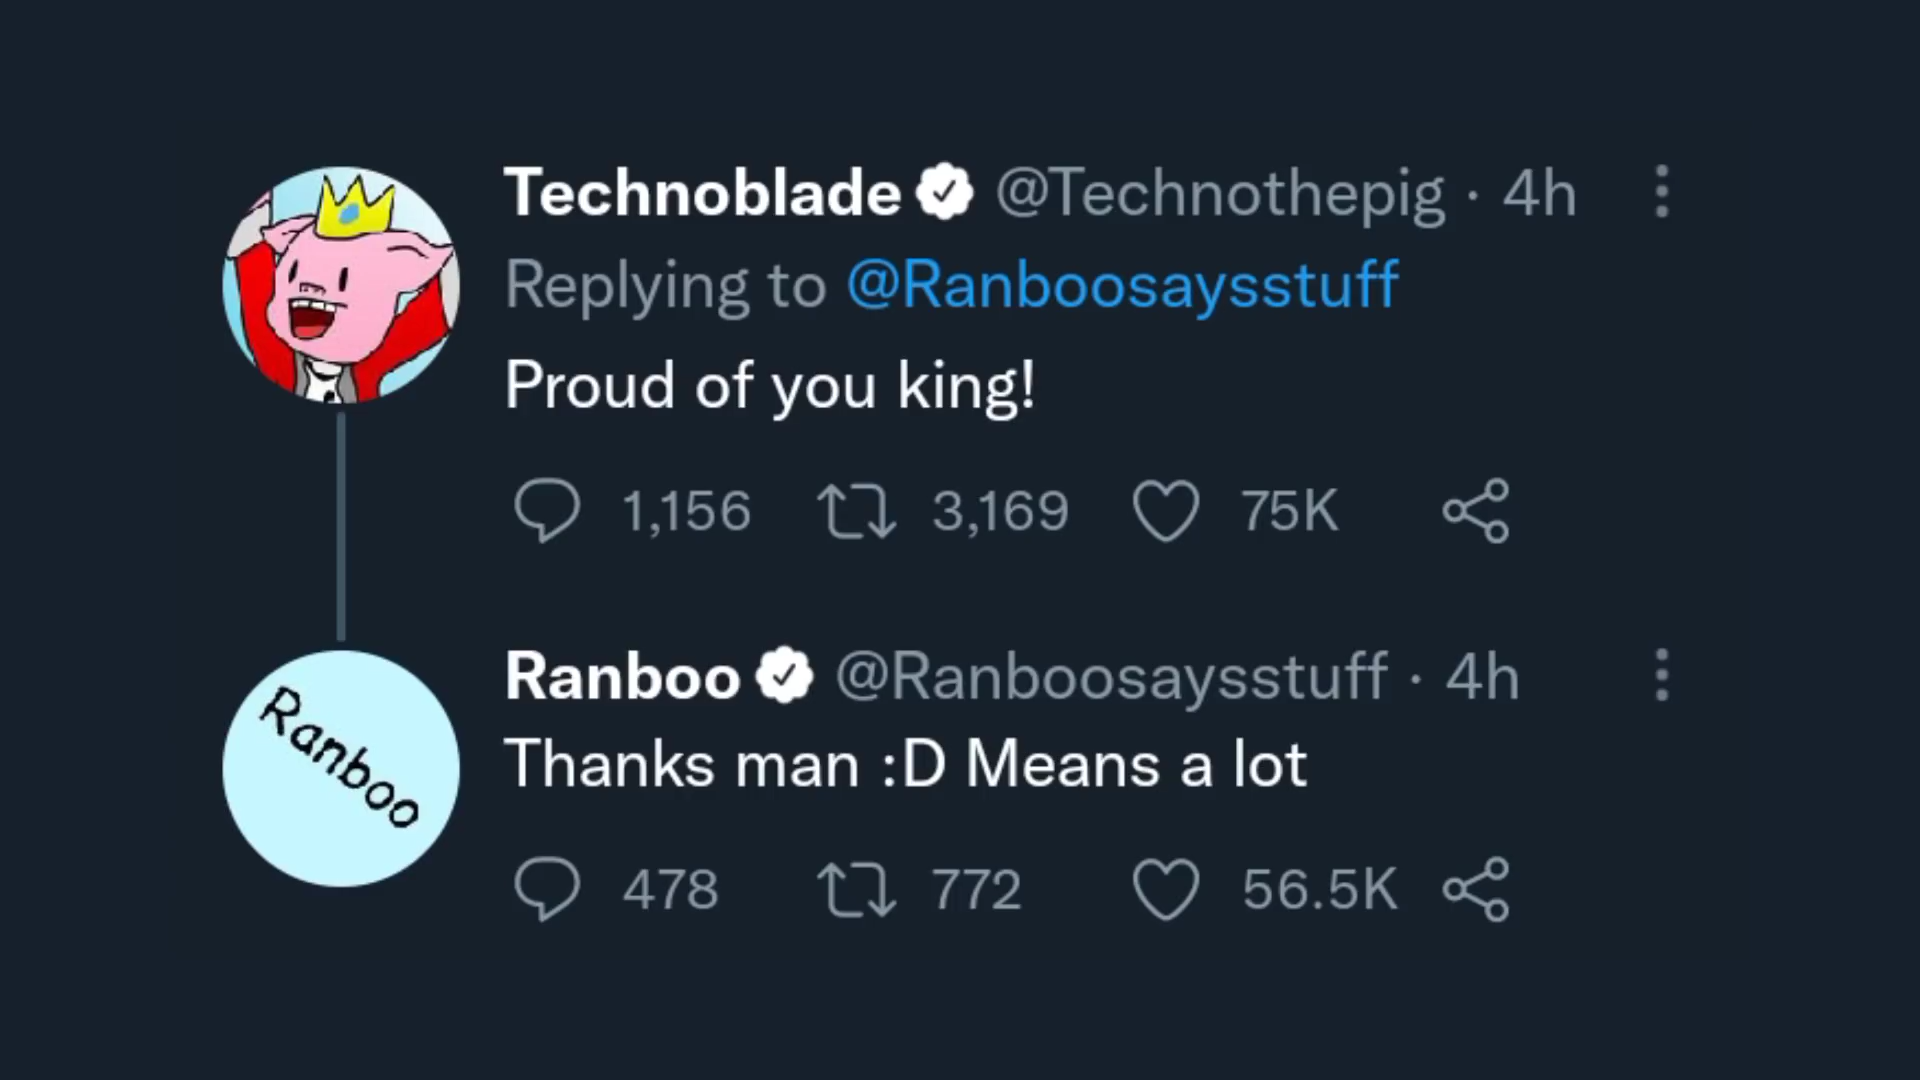 Technoblade @Technothepig · 4h
Replying to @Ranboosaysstuff
Proud of you king!
1,156 3,169 75K
Ranboo
Ranboo @Ranboosaysstuff · 4h
Thanks man :D Means a lot
478 772 56.5K